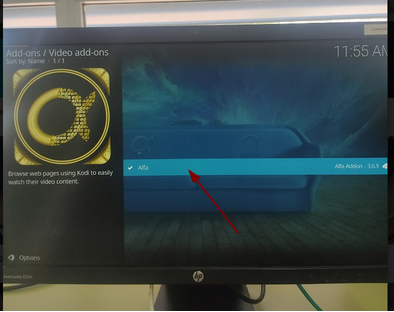 Add-ons / Video add-ons
Sort by: Name · 1 / 1
11:55 AM
Alfa
Alfa Addon - 3.6.9
Browse web pages using Kodi to easily
watch their video content.
Options
hp